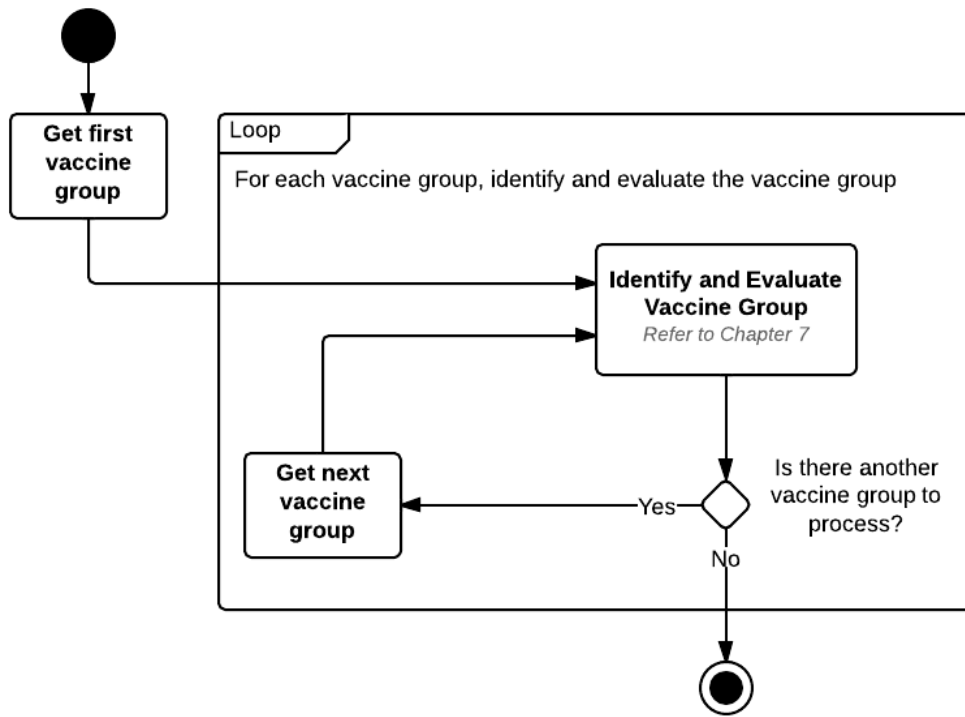 Get first
vaccine
group
Loop
For each vaccine group, identify and evaluate the vaccine group
Identify and Evaluate
Vaccine Group
Refer to Chapter 7
Get next
vaccine
group
Yes
Is there another
vaccine group to
process?
No